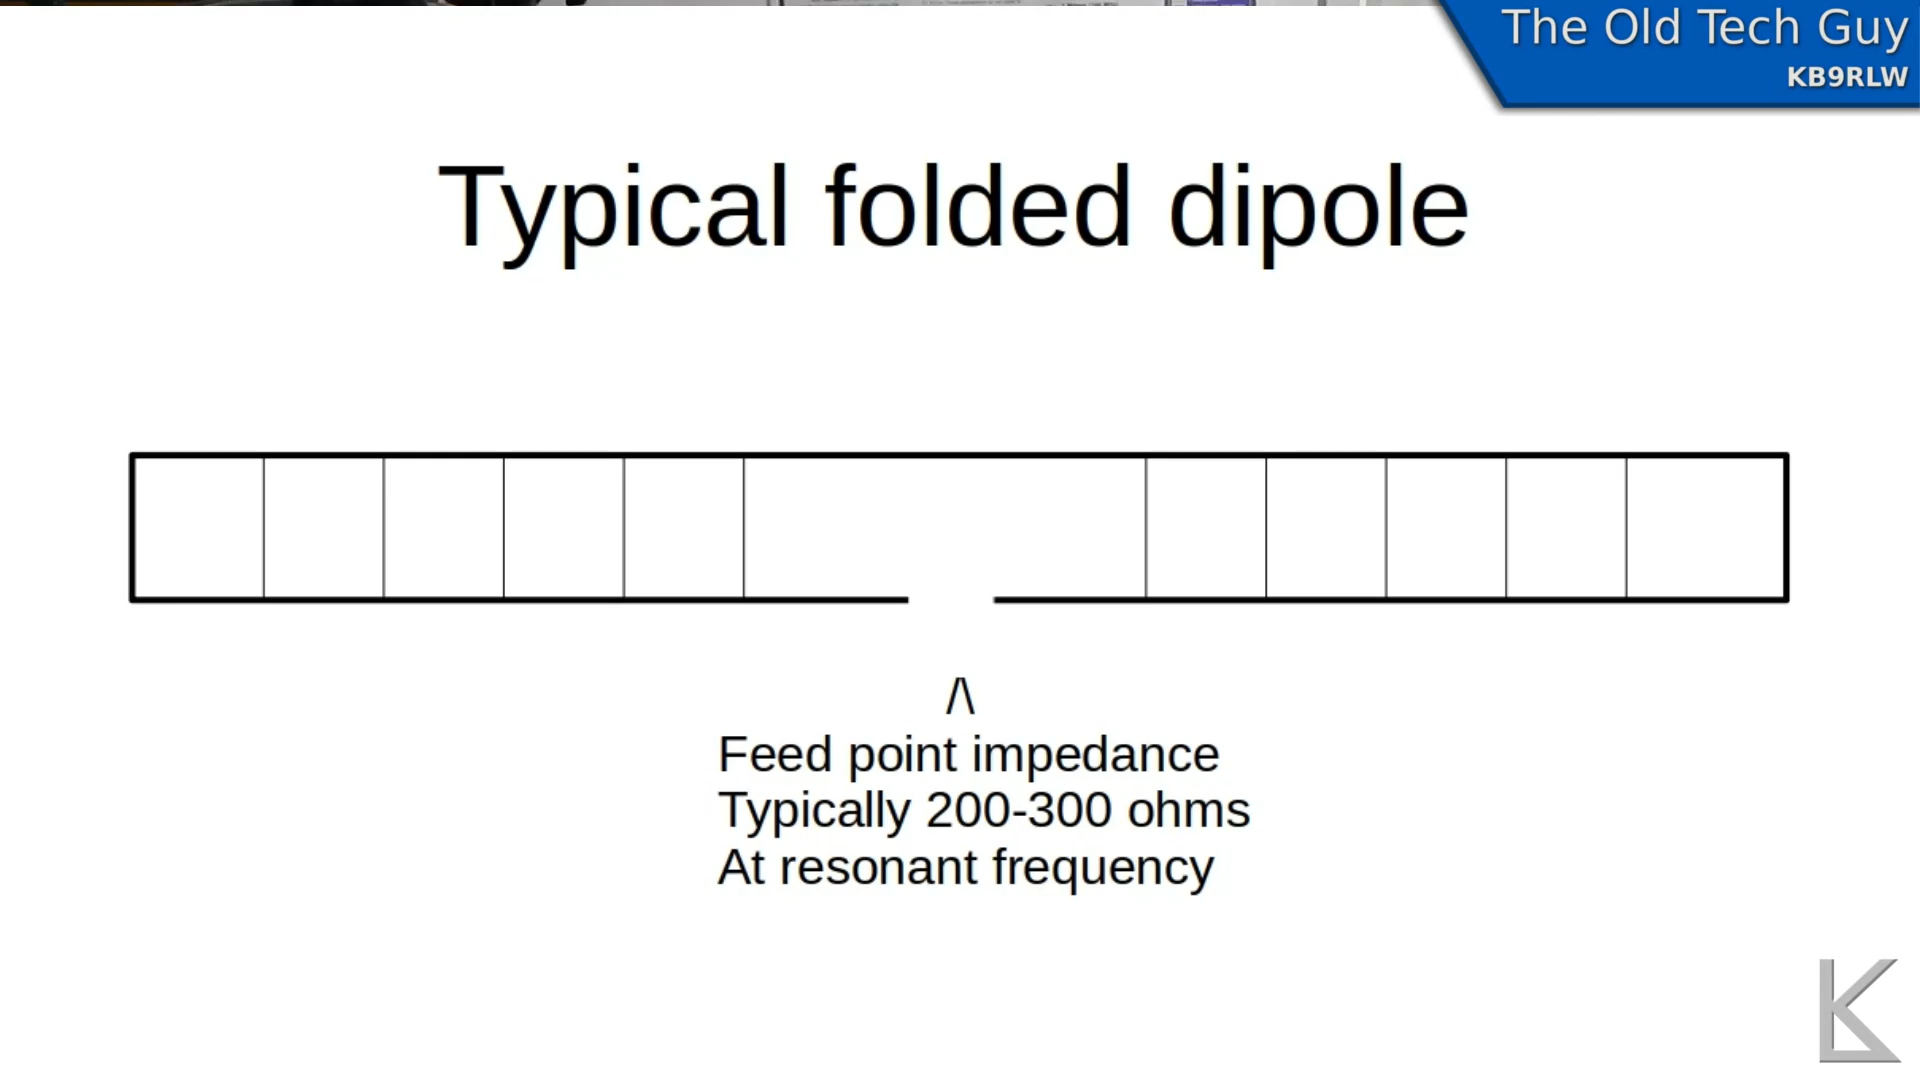 The Old Tech Guy
KB9RLW
Typical folded dipole
/\
Feed point impedance
Typically 200-300 ohms
At resonant frequency